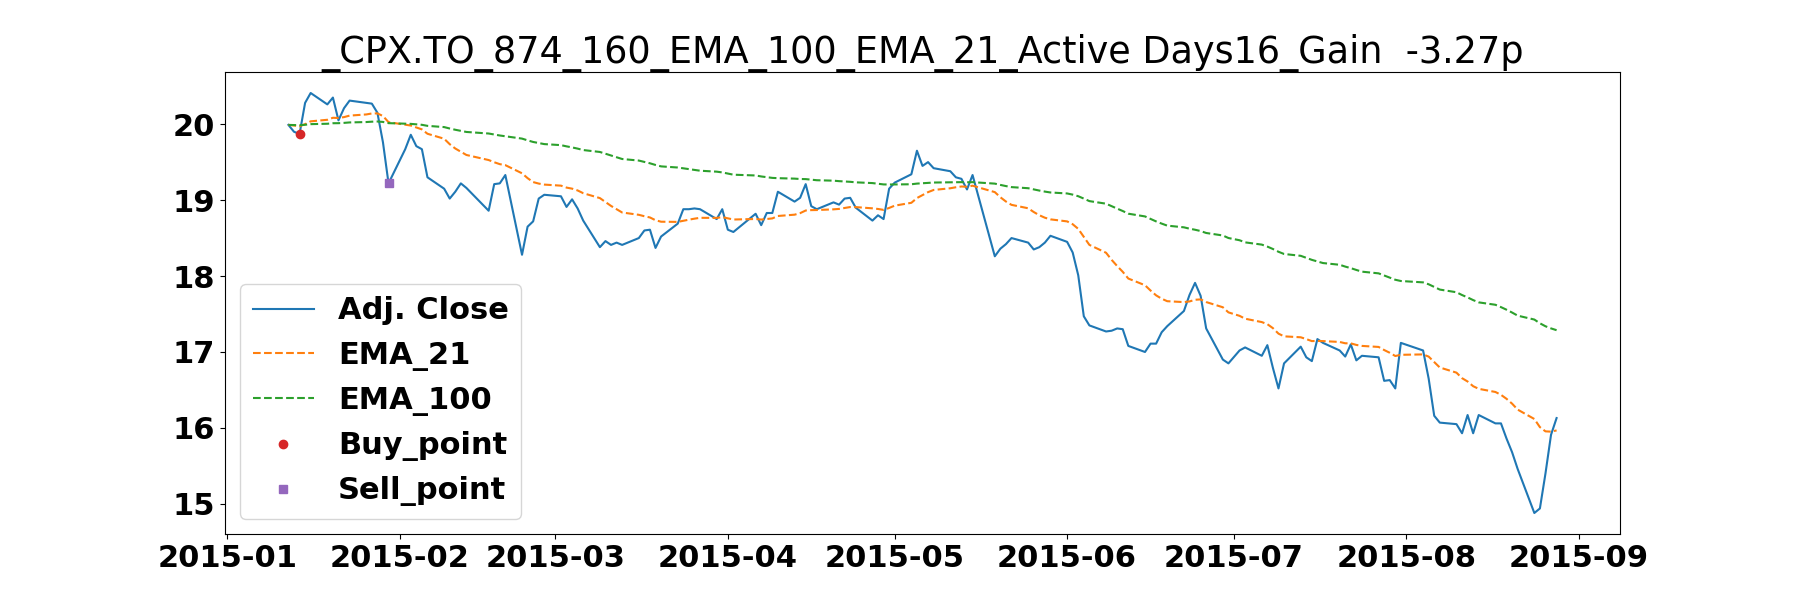 _CPX.TO_874_160_EMA_100_EMA_21_Active Days16_Gain  -3.27p
20
19
18
17
16
15
Adj. Close
EMA_21
EMA_100
Buy_point
Sell_point
2015-01 2015-02 2015-03 2015-04 2015-05 2015-06 2015-07 2015-08 2015-09